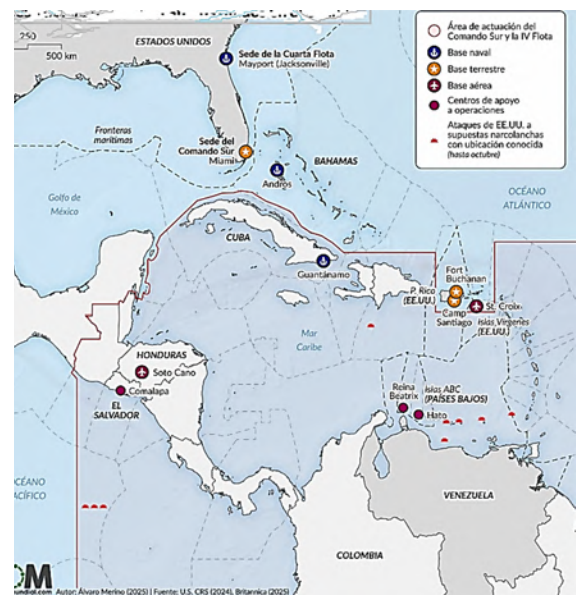 250
500 km
ESTADOS UNIDOS
Sede de la Cuarta Flota
Mayport (Jacksonville)
Área de actuación del
Comando Sur y la IV Flota
Base naval
Base terrestre
Base aérea
Centros de apoyo
a operaciones
Ataques de EE.UU. a
supuestas narcolanchas
con ubicación conocida
(hasta octubre)
Fronteras
marítimas
Sede del
Comando Sur
Miami
BAHAMAS
Andros
Golfo de
México
OCÉANO
ATLÁNTICO
CUBA
Guantánamo
Fort
Buchanan
P. Rico
(EE.UU.)
Camp
Santiago
St. Croix
Islas Vírgenes
(EE.UU.)
Mar
Caribe
HONDURAS
Soto Cano
Comalapa
EL
SALVADOR
Reina
Beatrix
Islas ABC
(PAÍSES BAJOS)
Hato
OCÉANO
ACÍFICO
VENEZUELA
COLOMBIA
OM
mundial.com
Autor: Álvaro Merino (2025) | Fuente: U.S. CRS (2024), Britannica (2025)